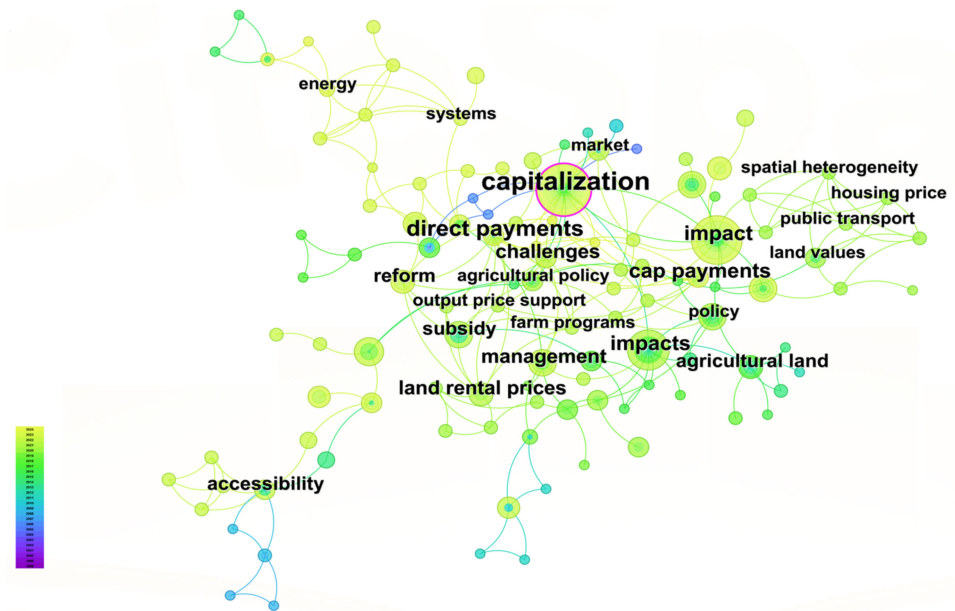 energy
systems
market
capitalization
spatial heterogeneity
housing price
public transport
direct payments
impact
challenges
land values
reform
agricultural policy
cap payments
output price support
policy
subsidy
farm programs
impacts
management
agricultural land
land rental prices
accessibility